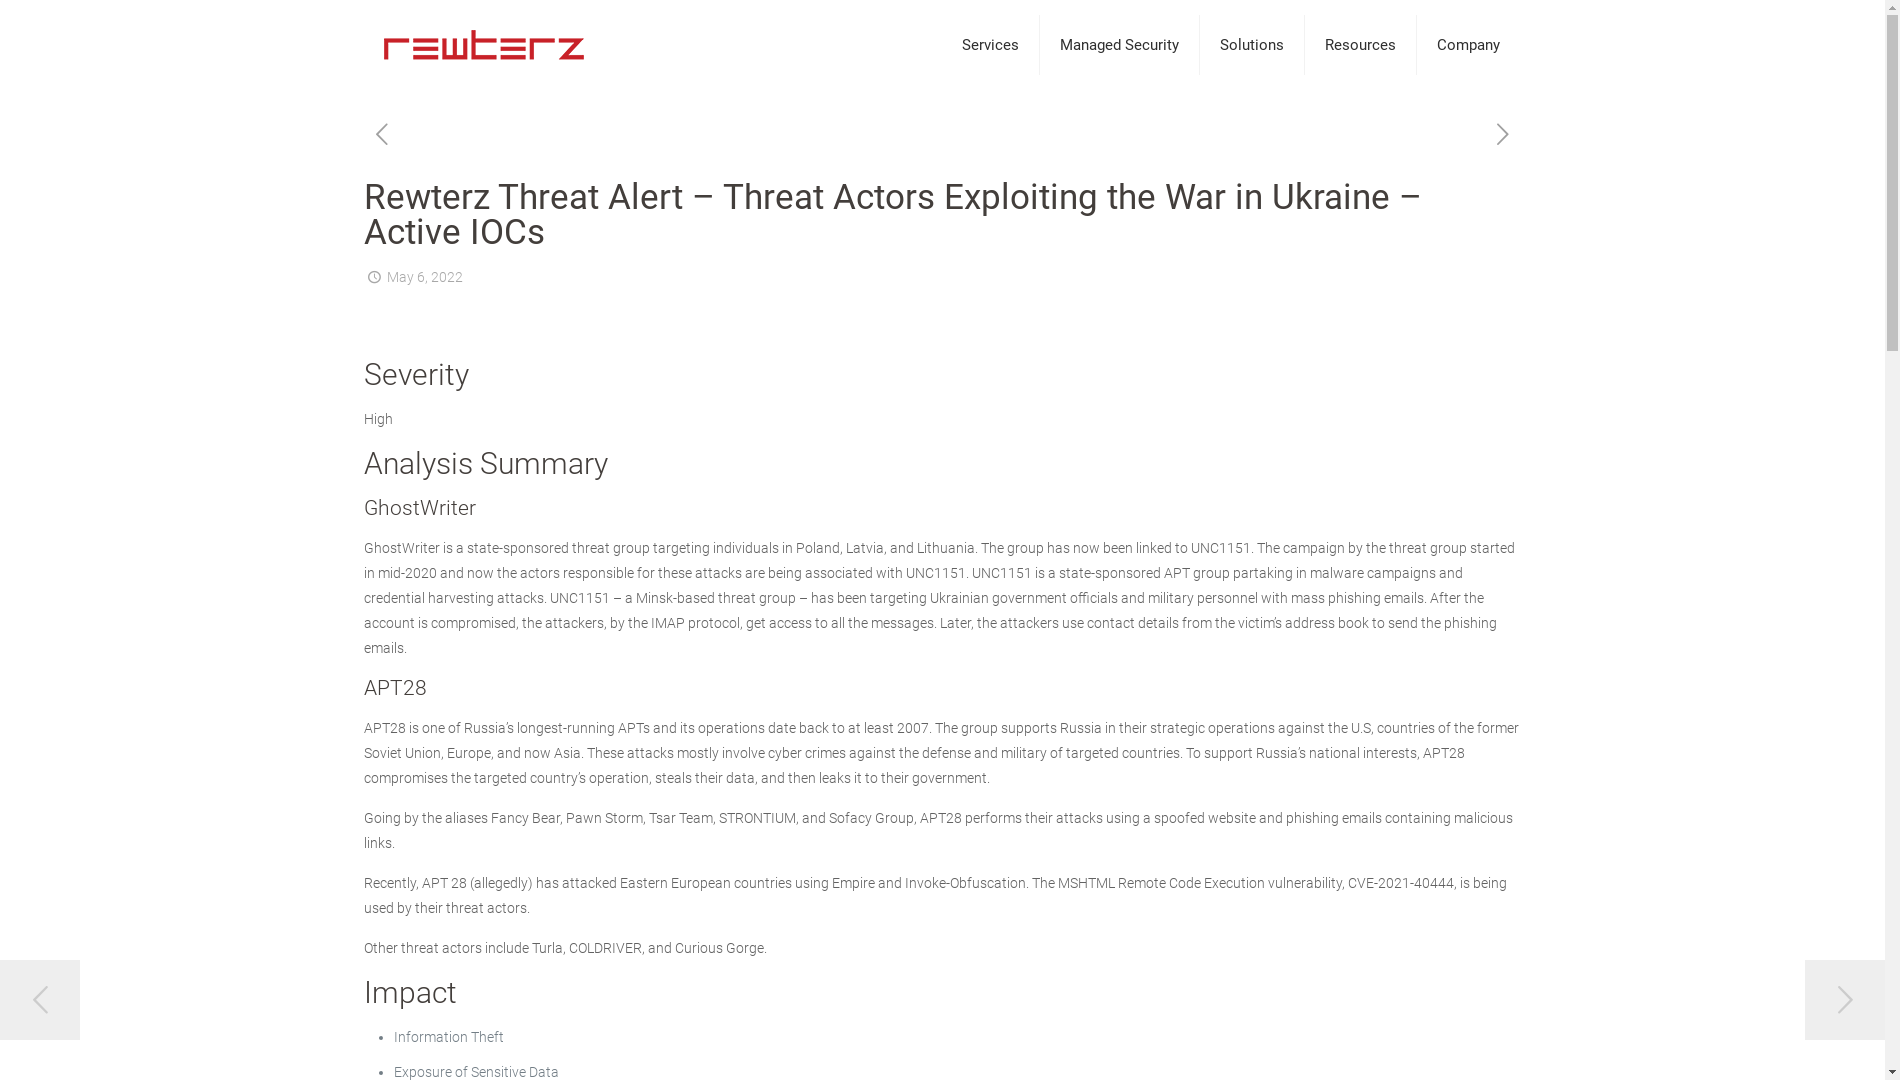 rewterz
Services
Managed Security
Solutions
Resources
Company
Rewterz Threat Alert – Threat Actors Exploiting the War in Ukraine –
Active IOCs
May 6, 2022
Severity
High
Analysis Summary
GhostWriter
GhostWriter is a state-sponsored threat group targeting individuals in Poland, Latvia, and Lithuania. The group has now been linked to UNC1151. The campaign by the threat group started
in mid-2020 and now the actors responsible for these attacks are being associated with UNC1151. UNC1151 is a state-sponsored APT group partaking in malware campaigns and
credential harvesting attacks. UNC1151 – a Minsk-based threat group – has been targeting Ukrainian government officials and military personnel with mass phishing emails. After the
account is compromised, the attackers, by the IMAP protocol, get access to all the messages. Later, the attackers use contact details from the victim’s address book to send the phishing
emails.
APT28
APT28 is one of Russia’s longest-running APTs and its operations date back to at least 2007. The group supports Russia in their strategic operations against the U.S, countries of the former
Soviet Union, Europe, and now Asia. These attacks mostly involve cyber crimes against the defense and military of targeted countries. To support Russia’s national interests, APT28
compromises the targeted country’s operation, steals their data, and then leaks it to their government.
Going by the aliases Fancy Bear, Pawn Storm, Tsar Team, STRONTIUM, and Sofacy Group, APT28 performs their attacks using a spoofed website and phishing emails containing malicious
links.
Recently, APT 28 (allegedly) has attacked Eastern European countries using Empire and Invoke-Obfuscation. The MSHTML Remote Code Execution vulnerability, CVE-2021-40444, is being
used by their threat actors.
Other threat actors include Turla, COLDRIVER, and Curious Gorge.
Impact
Information Theft
Exposure of Sensitive Data